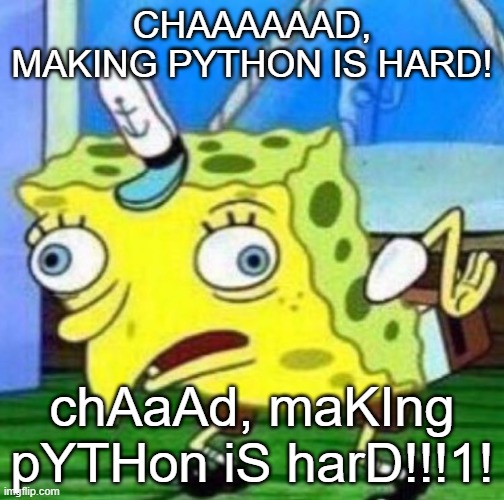 CHAAAAAAD,
MAKING PYTHON IS HARD!
chAaAd, maKIng
pYTHon iS harD!!!1!
imgflip.com